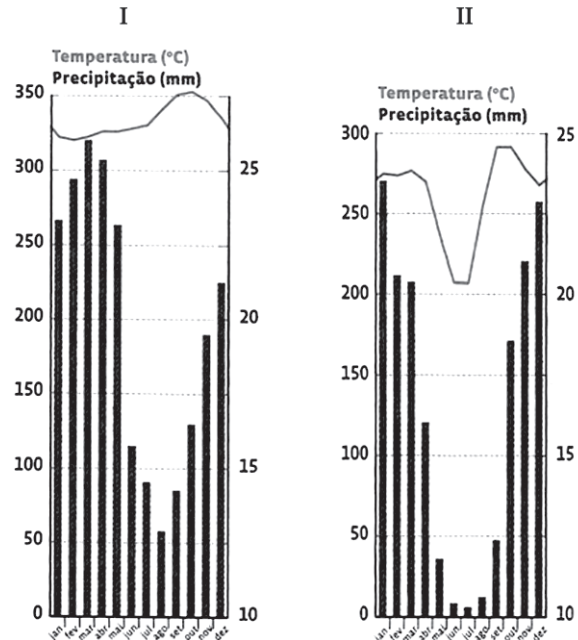 I
Temperatura (°C)
Precipitação (mm)
350
300
250
200
150
100
50
0
25
20
15
10
jan
fev
mar
abr
mai
jun
jul
ago
set
out
nov
dez
II
Temperatura (°C)
Precipitação (mm)
300
250
200
150
100
50
0
25
20
15
10
jan
fev
mar
abr
mai
jun
jul
ago
set
out
nov
dez